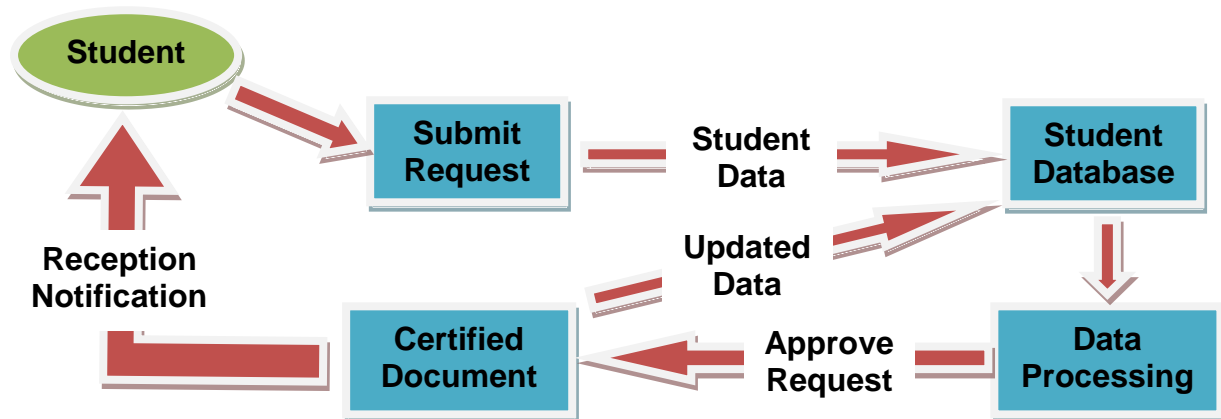 Student
Submit
Request
Student
Data
Student
Database
Reception
Notification
Updated
Data
Certified
Document
Approve
Request
Data
Processing